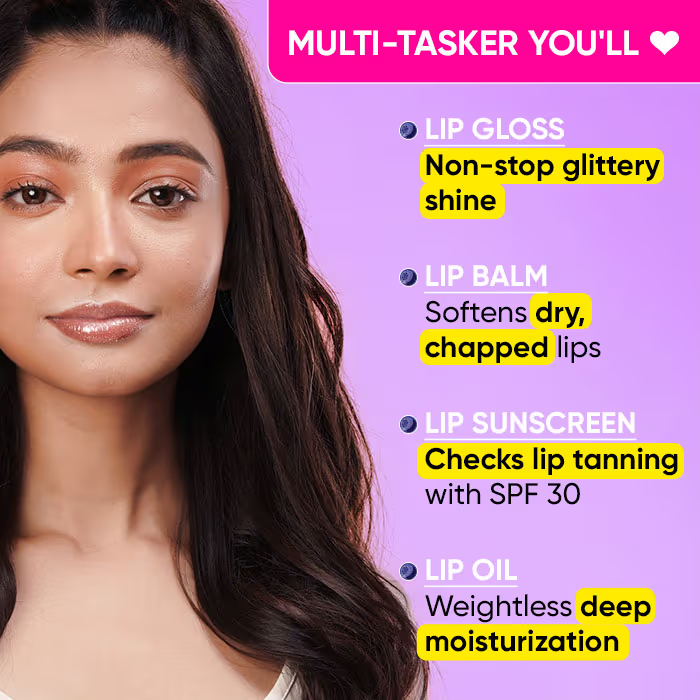 MULTI-TASKER YOU'LL
LIP GLOSS
Non-stop glittery
shine
LIP BALM
Softens dry,
chapped lips
LIP SUNSCREEN
Checks lip tanning
with SPF 30
LIP OIL
Weightless deep
moisturization